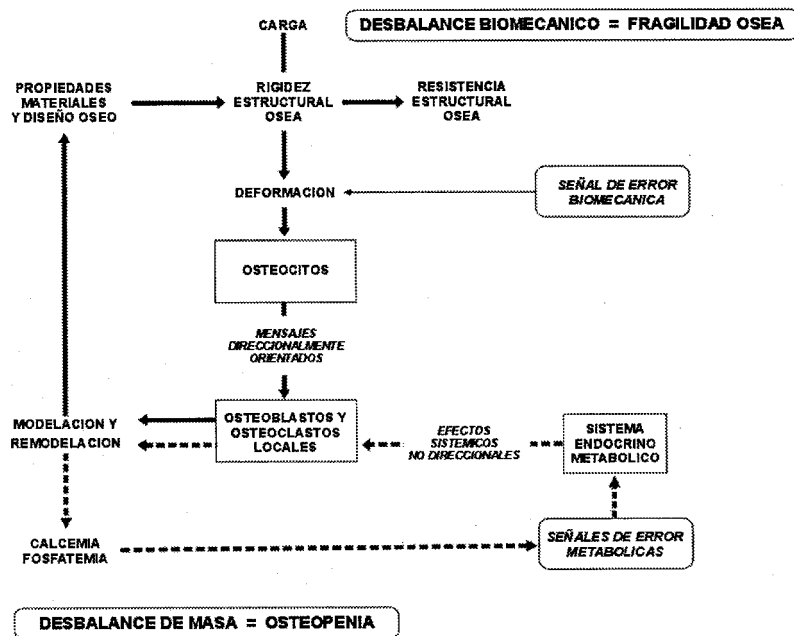 CARGA
DESBALANCE BIOMECANICO = FRAGILIDAD OSEA
PROPIEDADES
MATERIALES
Y DISEÑO OSEO
RIGIDEZ
ESTRUCTURAL
OSEA
RESISTENCIA
ESTRUCTURAL
OSEA
DEFORMACION
SEÑAL DE ERROR
BIOMECANICA
OSTEOCITOS
MENSAJES
DIRECCIONALMENTE
ORIENTADOS
MODELACION Y
REMODELACION
OSTEOBLASTOS Y
OSTEOCLASTOS
LOCALES
EFECTOS
SISTEMICOS
NO DIRECCIONALES
SISTEMA
ENDOCRINO
METABOLICO
CALCEMIA
FOSFATEMIA
SEÑALES DE ERROR
METABOLICAS
DESBALANCE DE MASA = OSTEOPENIA